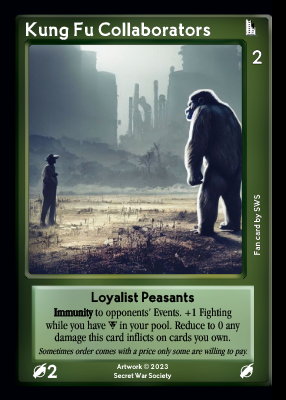 Kung Fu Collaborators
2
Fan card by SWS
Loyalist Peasants
Immunity to opponents' Events. +1 Fighting
while you have in your pool. Reduce to 0 any
damage this card inflicts on cards you own.
Sometimes order comes with a price only some are willing to pay.
2
Artwork © 2023
Secret War Society